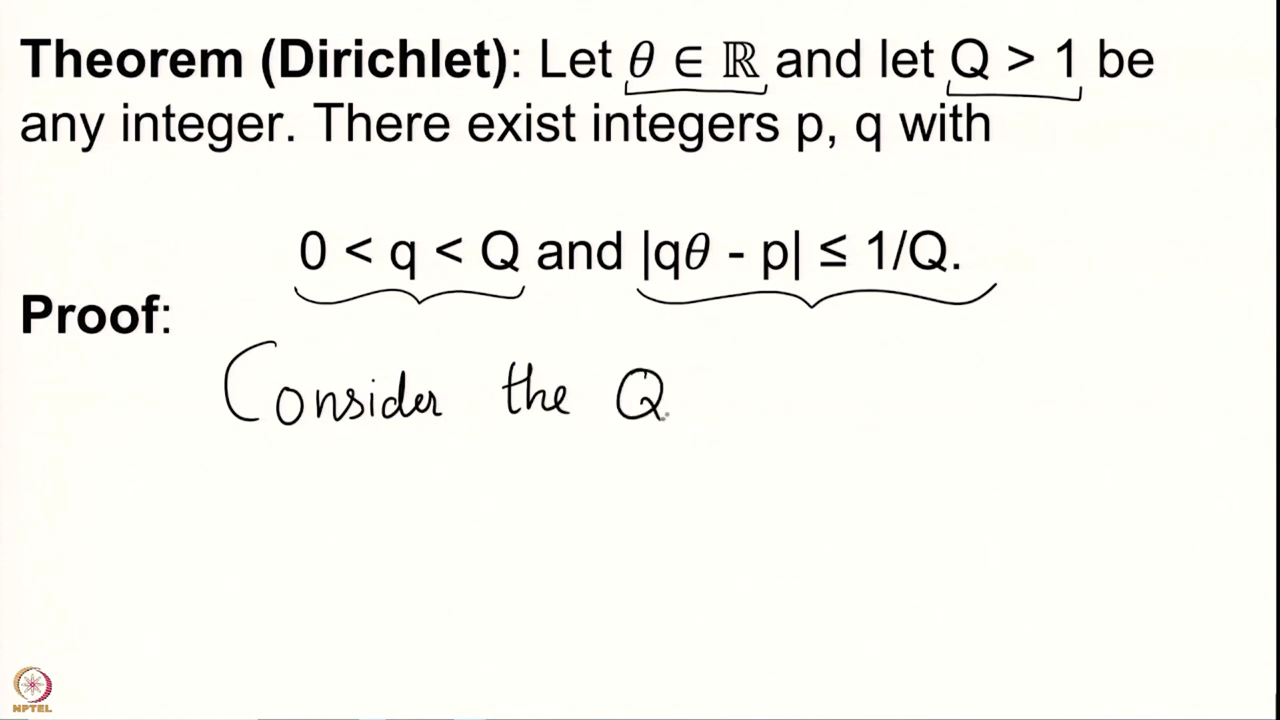 Theorem (Dirichlet): Let θ ∈ ℝ and let Q > 1 be
any integer. There exist integers p, q with
0 < q < Q and |qθ - p| ≤ 1/Q.
Proof:
Consider the Q
NPTEL